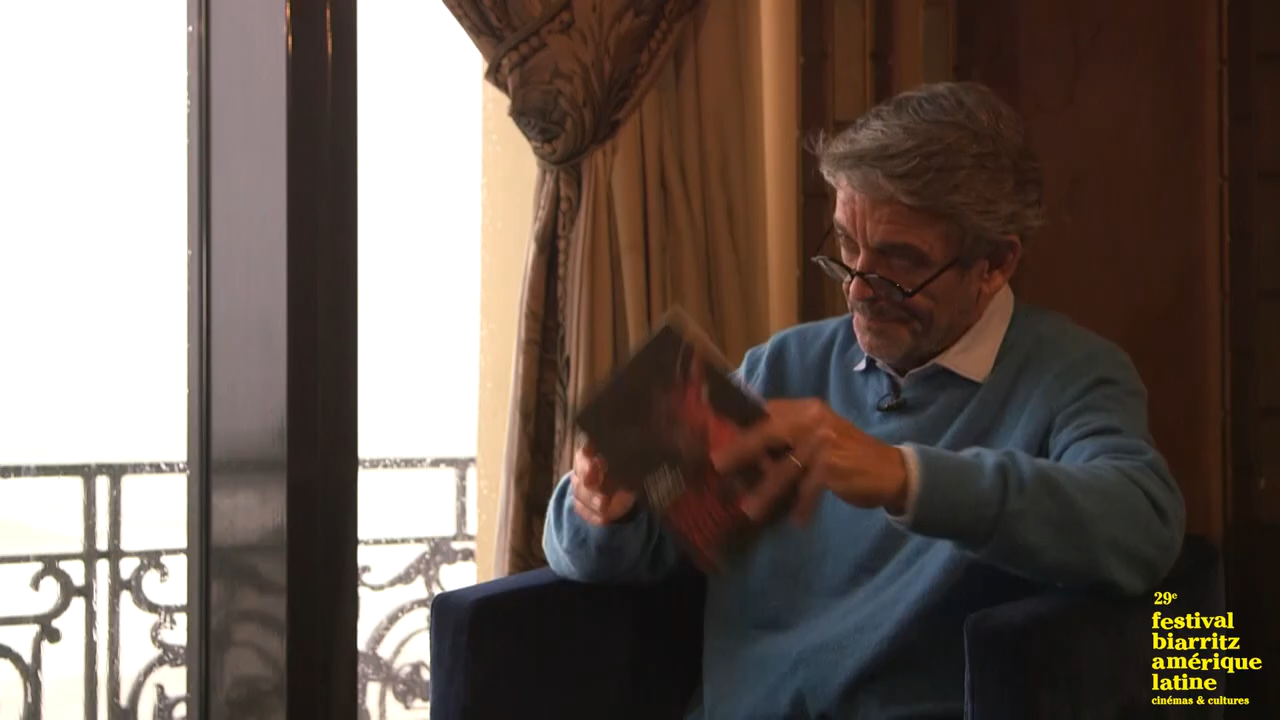 29e
festival
biarritz
amérique
latine
cinémas & cultures